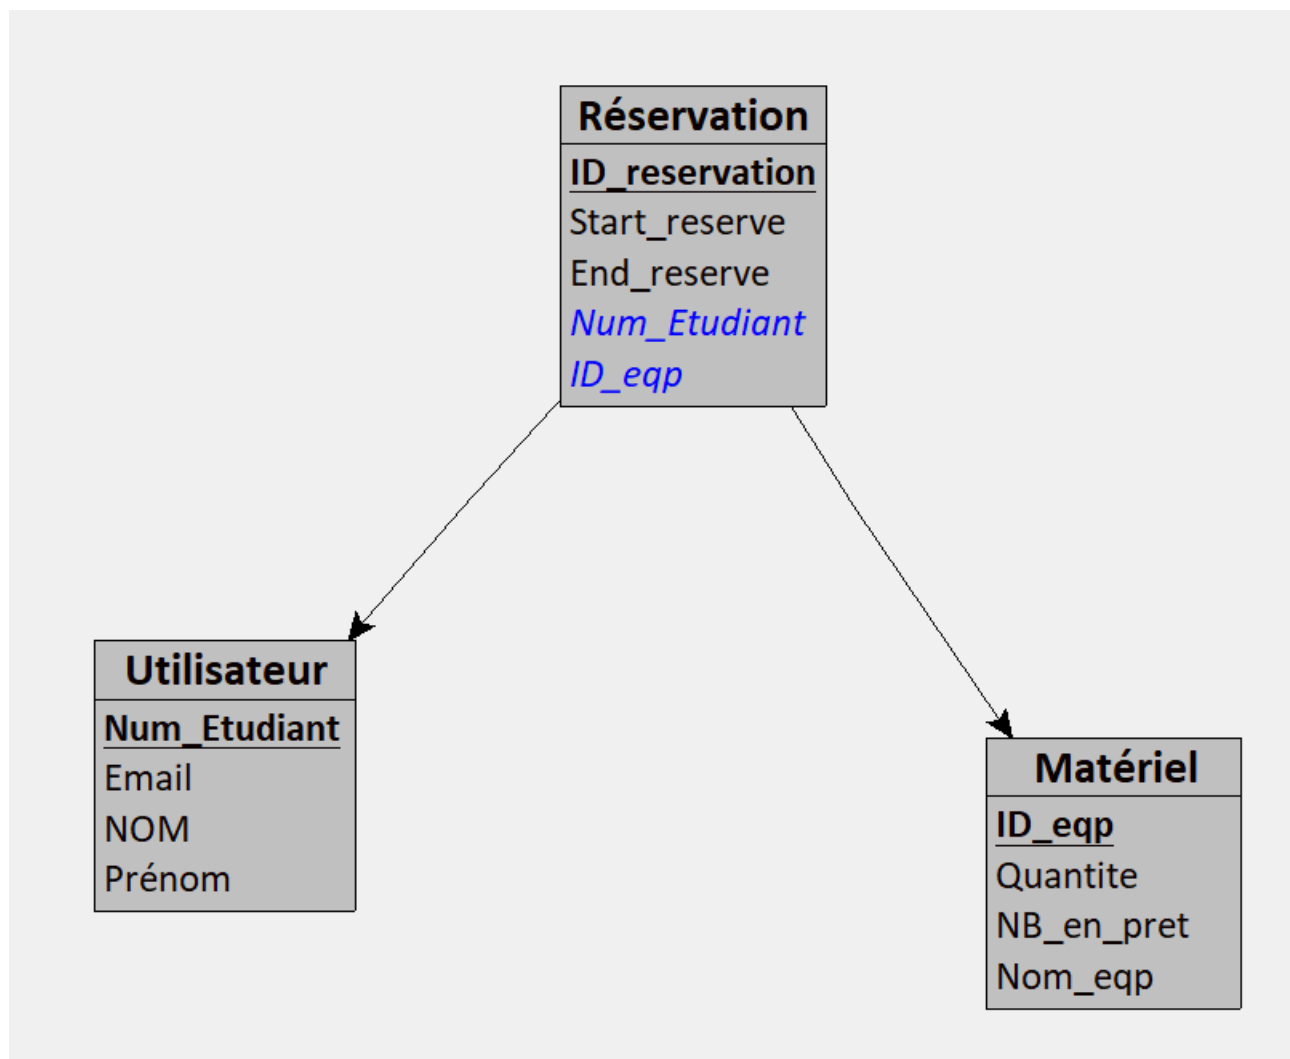 Réservation
ID_reservation
Start_reserve
End_reserve
Num_Etudiant
ID_eqp
Utilisateur
Num_Etudiant
Email
NOM
Prénom
Matériel
ID_eqp
Quantite
NB_en_pret
Nom_eqp